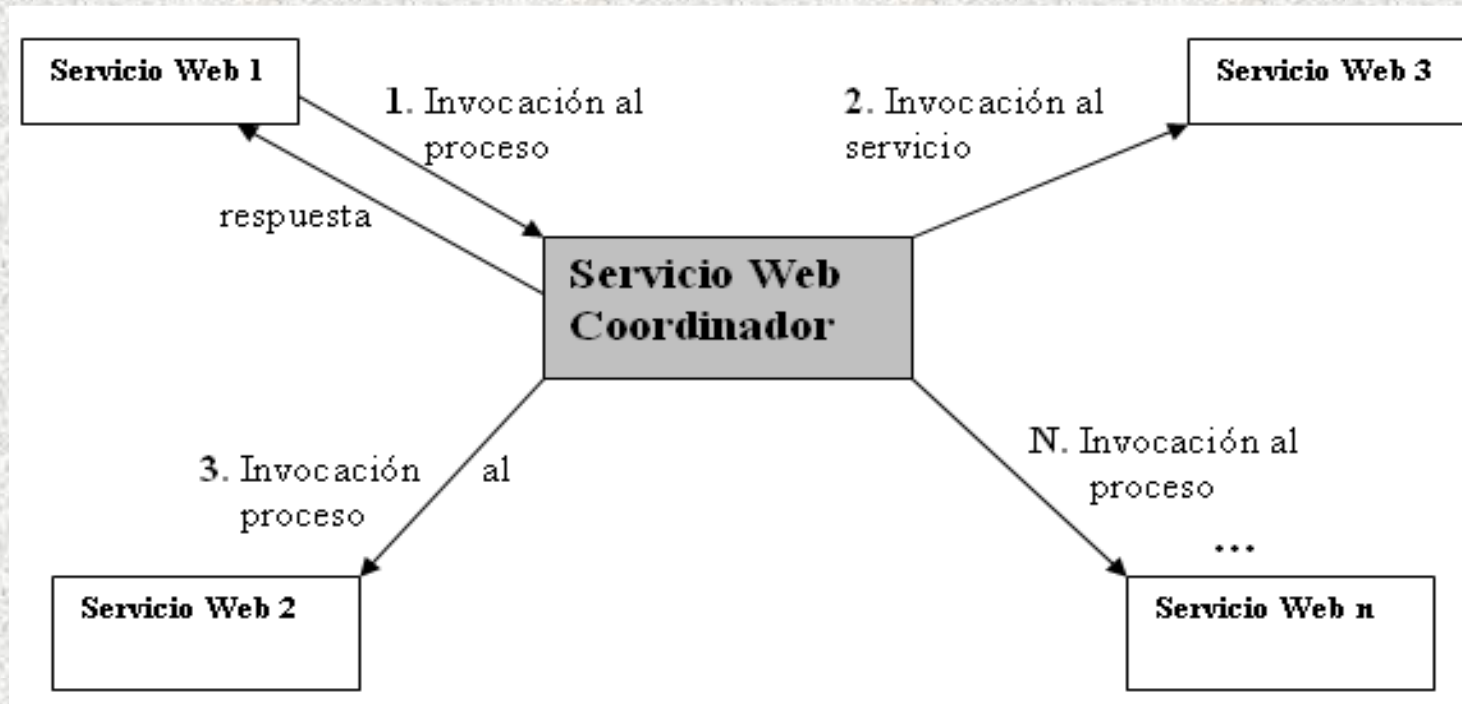 Servicio Web 1
Servicio Web 3
1. Invocación al
proceso
2. Invocación al
servicio
respuesta
Servicio Web
Coordinador
3. Invocación al
proceso
N. Invocación al
proceso
...
Servicio Web 2
Servicio Web n